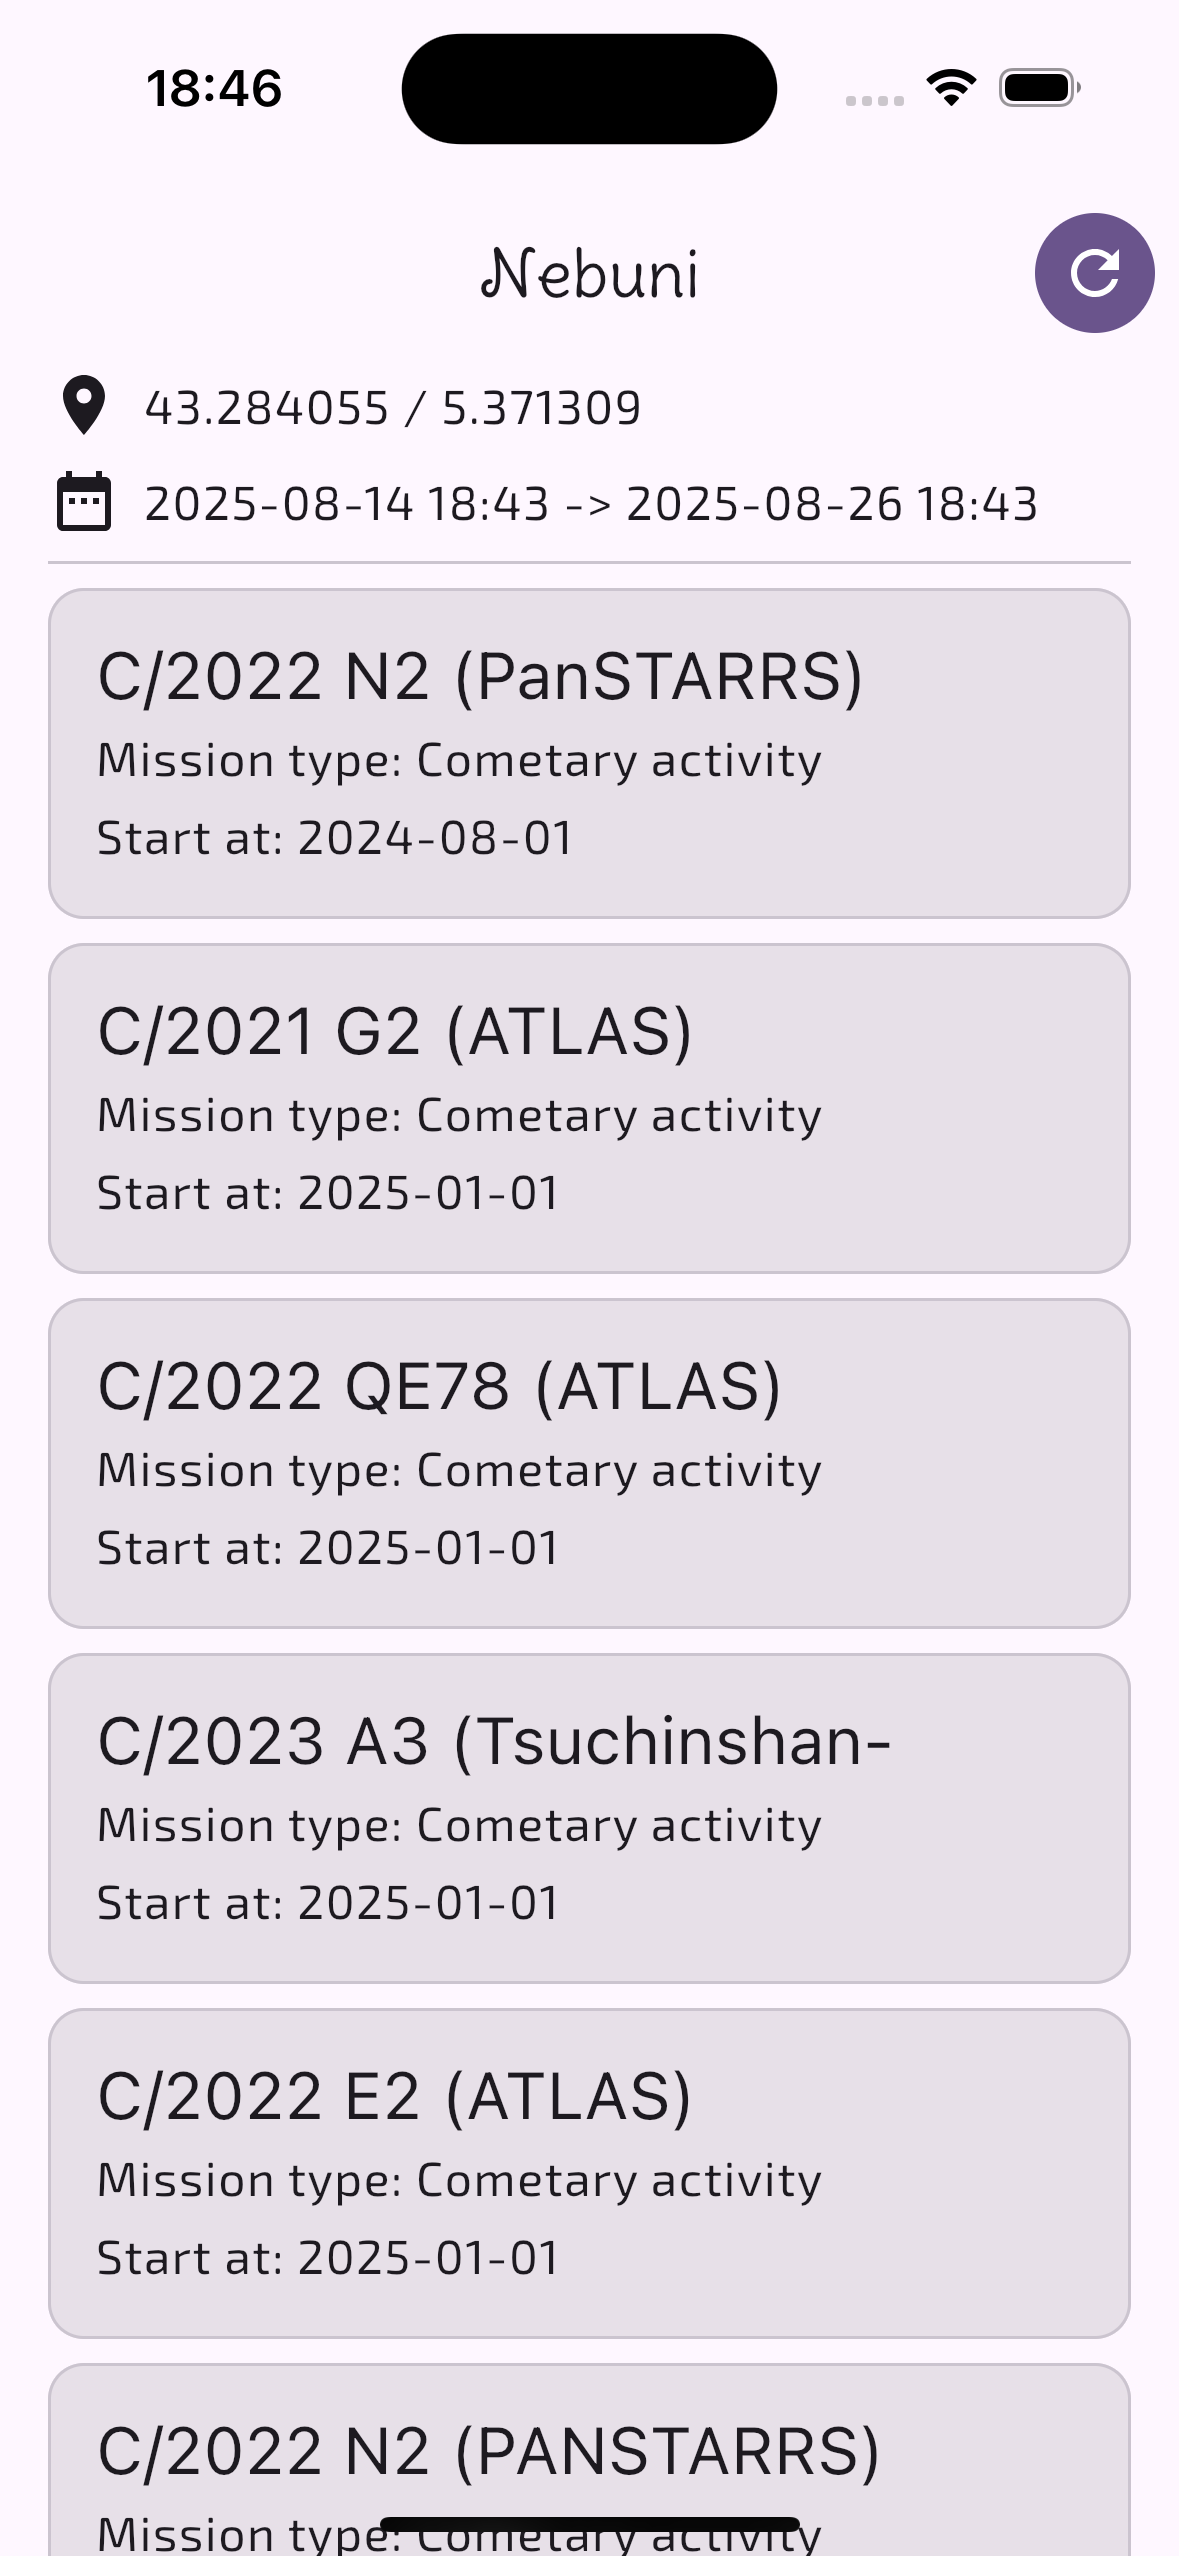 18:46
Nebuni
43.284055 / 5.371309
2025-08-14 18:43 -> 2025-08-26 18:43
C/2022 N2 (PanSTARRS)
Mission type: Cometary activity
Start at: 2024-08-01
C/2021 G2 (ATLAS)
Mission type: Cometary activity
Start at: 2025-01-01
C/2022 QE78 (ATLAS)
Mission type: Cometary activity
Start at: 2025-01-01
C/2023 A3 (Tsuchinshan-
Mission type: Cometary activity
Start at: 2025-01-01
C/2022 E2 (ATLAS)
Mission type: Cometary activity
Start at: 2025-01-01
C/2022 N2 (PANSTARRS)
Mission type: Cometary activity